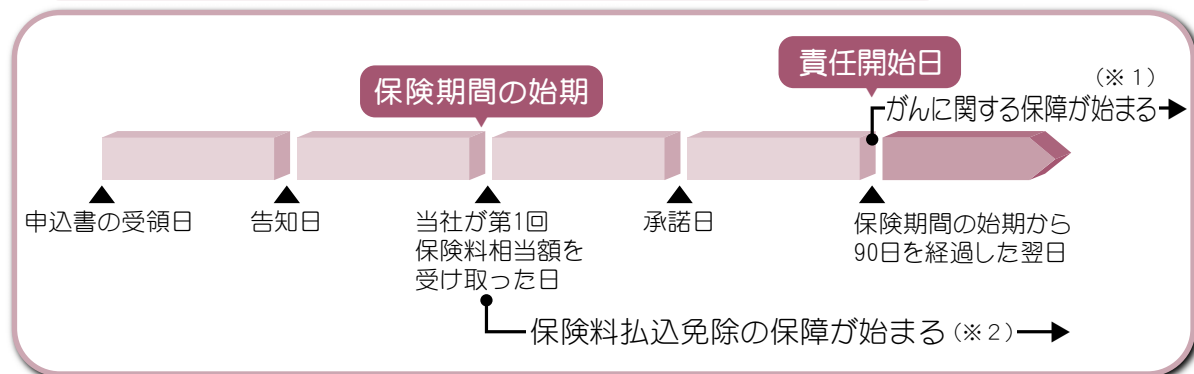 保険期間の始期
責任開始日
(※1)
がんに関する保障が始まる
申込書の受領日
告知日
当社が第1回
保険料相当額を
受け取った日
承諾日
保険期間の始期から
90日を経過した翌日
保険料払込免除の保障が始まる(※2)